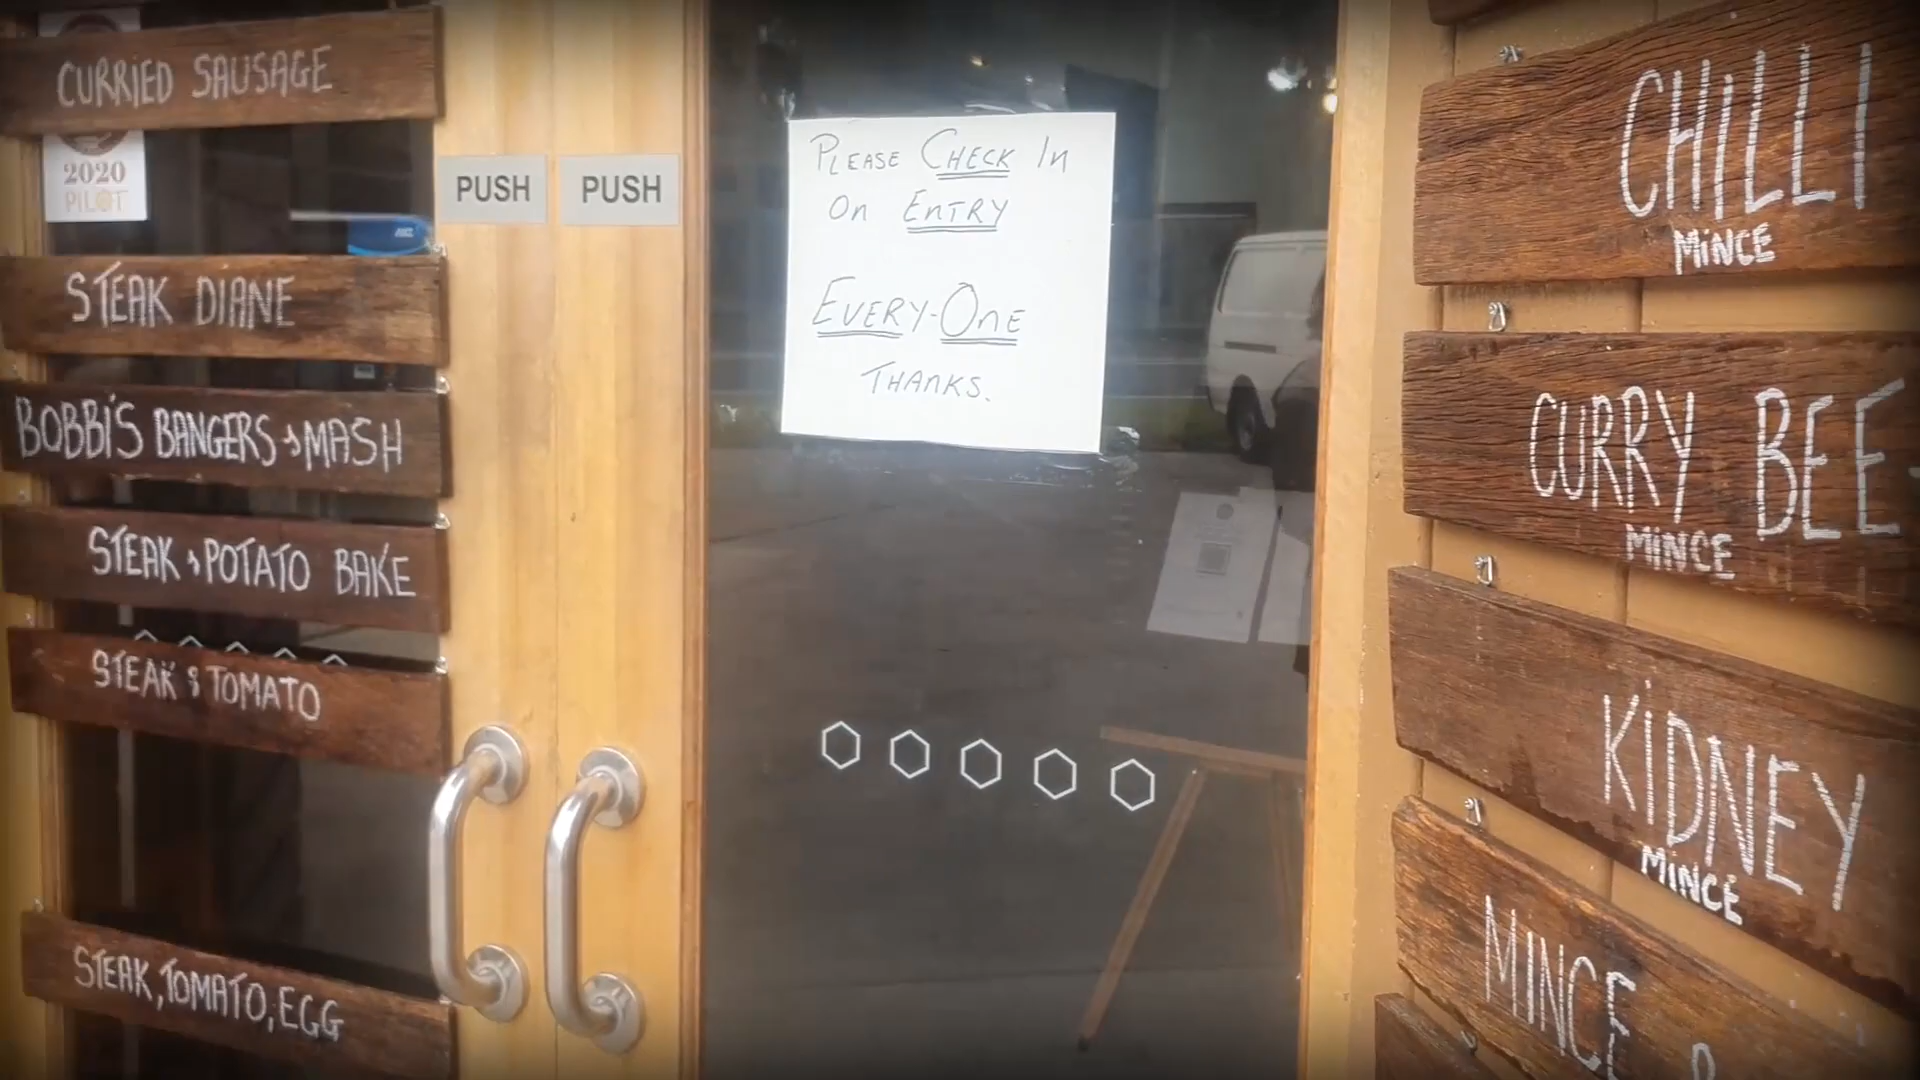 CURRIED SAUSAGE
2020
PILOT
STEAK DIANE
BOBBi'S BANGERS & MASH
STEAK & POTATO BAKE
STEAK & TOMATO
STEAK, TOMATO, EGG
PUSH
PUSH
ANZ
PLEASE CHECK IN
ON ENTRY
EVERY-ONE
THANKS.
CHILLI
MINCE
CURRY BEE
MINCE
KIDNEY
MINCE
MINCE